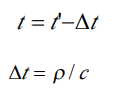 t = t'−Δt
Δt = ρ / c